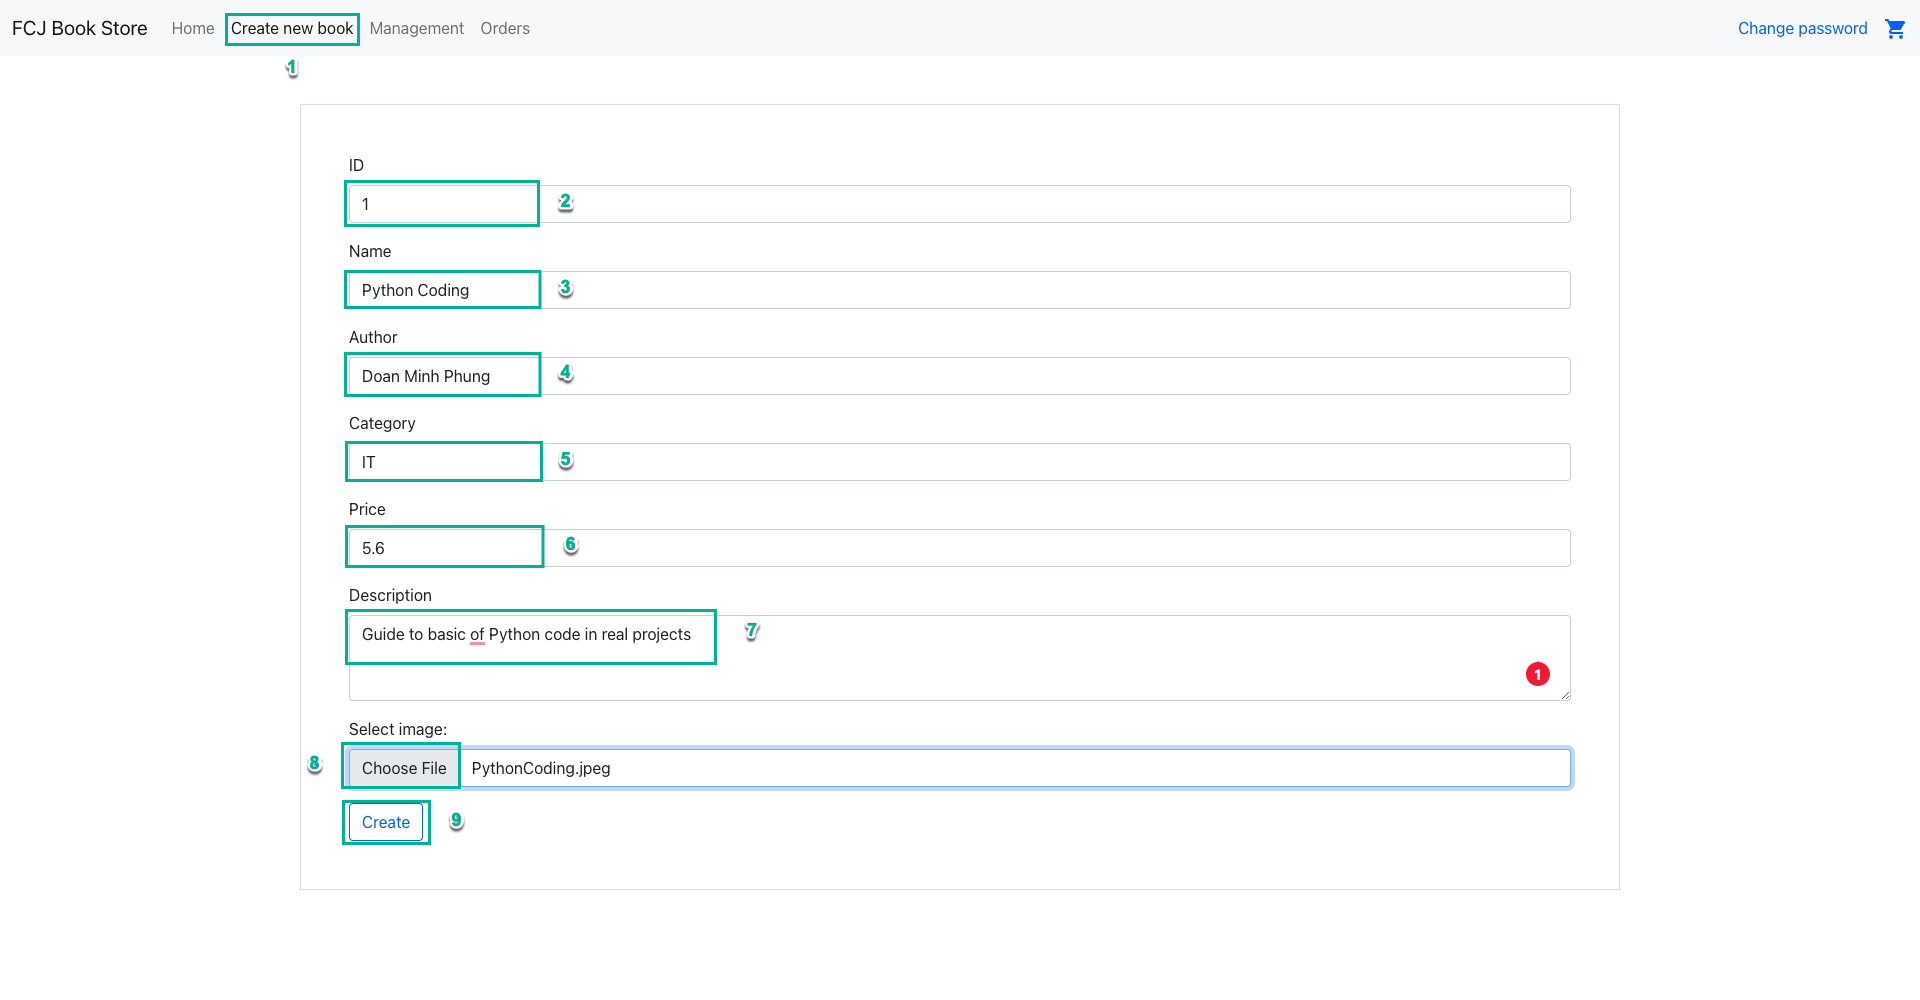 FCJ Book Store Home Create new book Management Orders Change password
1
ID
1 2
Name
Python Coding 3
Author
Doan Minh Phung 4
Category
IT 5
Price
5.6 6
Description
Guide to basic of Python code in real projects 7
1
Select image:
8 Choose File PythonCoding.jpeg
Create 9